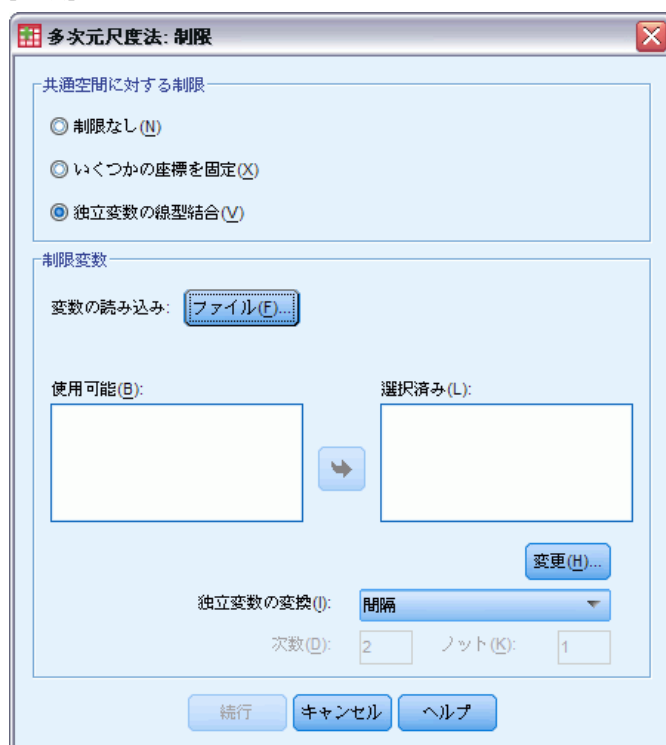 多次元尺度法: 制限
共通空間に対する制限
制限なし(N)
いくつかの座標を固定(X)
独立変数の線型結合(V)
制限変数
変数の読み込み: ファイル(F)...
使用可能(B): 選択済み(L):
変更(H)...
独立変数の変換(I): 間隔
次数(D): 2 ノット(K): 1
続行 キャンセル ヘルプ